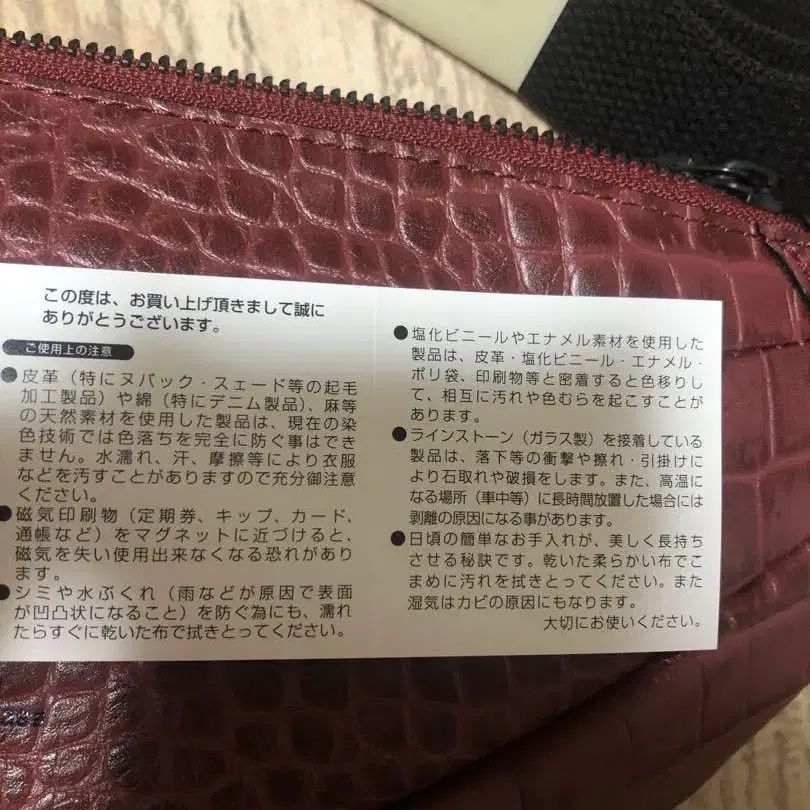 この度は、お買い上げ頂きまして誠に
ありがとうございます。
ご使用上の注意
●皮革（特にヌバック・スェード等の起毛
加工製品）や綿（特にデニム製品）、麻等
の天然素材を使用した製品は、現在の染
色技術では色落ちを完全に防ぐ事はでき
ません。水濡れ、汗、摩擦等により衣服
などを汚すことがありますので充分御注意
ください。
●磁気印刷物（定期券、キップ、カード、
通帳など）をマグネットに近づけると、
磁気を失い使用出来なくなる恐れがあり
ます。
●シミや水ぶくれ（雨などが原因で表面
が凹凸状になること）を防ぐ為にも、濡れ
たらすぐに乾いた布で拭きとってください。
●塩化ビニールやエナメル素材を使用した
製品は、皮革・塩化ビニール・エナメル・
ポリ袋、印刷物等と密着すると色移りし
て、相互に汚れや色むらを起こすことが
あります。
●ラインストーン（ガラス製）を接着している
製品は、落下等の衝撃や擦れ・引掛けに
より石取れや破損をします。また、高温に
なる場所（車中等）に長時間放置した場合には
剥離の原因になる事があります。
●日頃の簡単なお手入れが、美しく長持ち
させる秘訣です。乾いた柔らかい布でこ
まめに汚れを拭きとってください。また
湿気はカビの原因にもなります。
大切にお使いください。